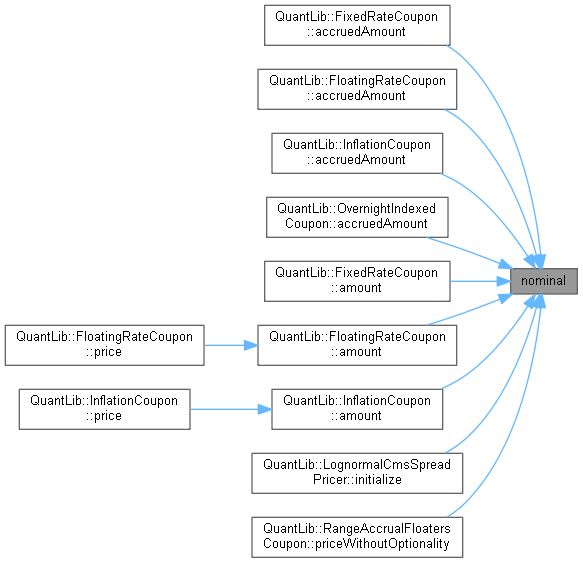 QuantLib::FixedRateCoupon
::accruedAmount
QuantLib::FloatingRateCoupon
::accruedAmount
QuantLib::InflationCoupon
::accruedAmount
QuantLib::OvernightIndexed
Coupon::accruedAmount
QuantLib::FixedRateCoupon
::amount
nominal
QuantLib::FloatingRateCoupon
::price
QuantLib::FloatingRateCoupon
::amount
QuantLib::InflationCoupon
::price
QuantLib::InflationCoupon
::amount
QuantLib::LognormalCmsSpread
Pricer::initialize
QuantLib::RangeAccrualFloaters
Coupon::priceWithoutOptionality